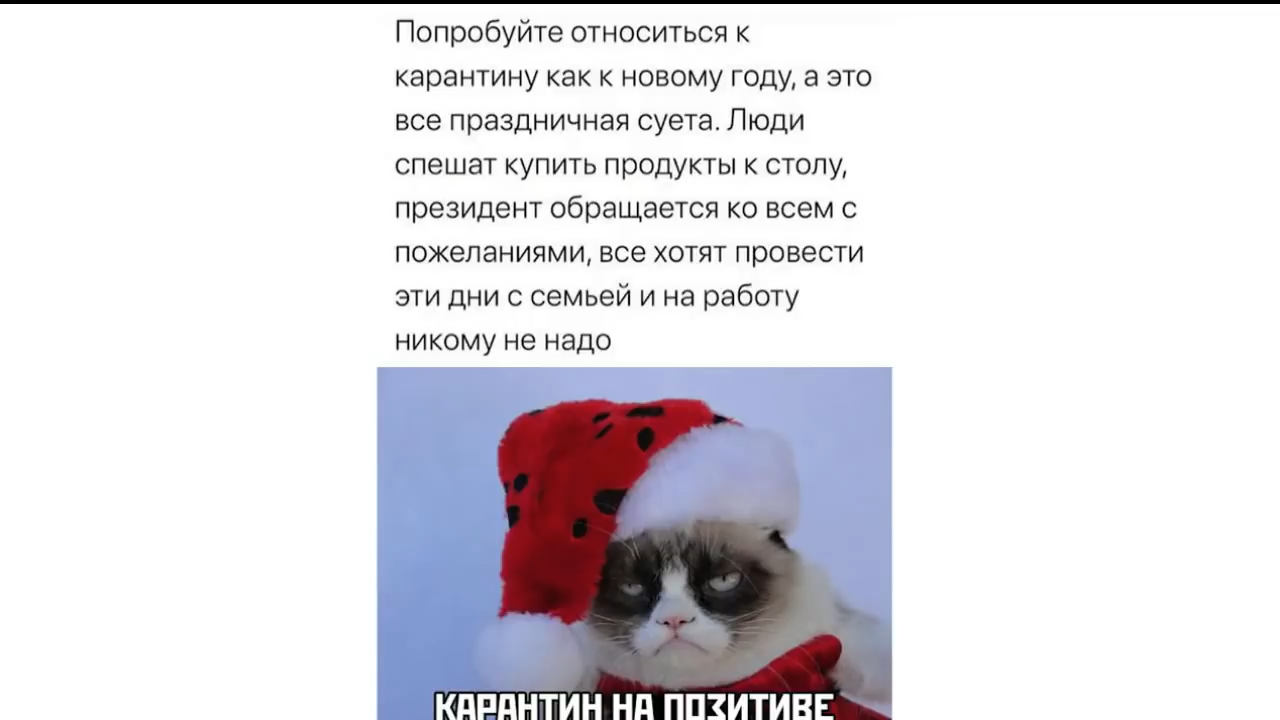 Попробуйте относиться к
карантину как к новому году, а это
все праздничная суета. Люди
спешат купить продукты к столу,
президент обращается ко всем с
пожеланиями, все хотят провести
эти дни с семьей и на работу
никому не надо
КАРАНТИН НА ПОЗИТИВЕ